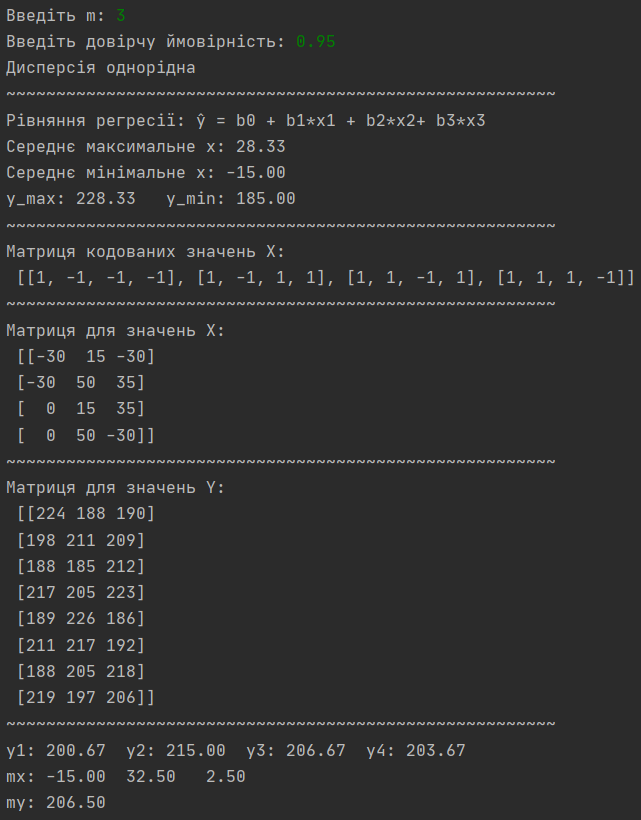 Введіть m: 3
Введіть довірчу ймовірність: 0.95
Дисперсія однорідна
~~~~~~~~~~~~~~~~~~~~~~~~~~~~~~~~~~~~~~~~~~~~~~~~~~~~~~~
Рівняння регресії: ŷ = b0 + b1*x1 + b2*x2+ b3*x3
Середнє максимальне x: 28.33
Середнє мінімальне x: -15.00
y_max: 228.33   y_min: 185.00
~~~~~~~~~~~~~~~~~~~~~~~~~~~~~~~~~~~~~~~~~~~~~~~~~~~~~~~
Матриця кодованих значень X:
 [[1, -1, -1, -1], [1, -1, 1, 1], [1, 1, -1, 1], [1, 1, 1, -1]]
~~~~~~~~~~~~~~~~~~~~~~~~~~~~~~~~~~~~~~~~~~~~~~~~~~~~~~~
Матриця для значень X:
 [[-30  15 -30]
 [-30  50  35]
 [  0  15  35]
 [  0  50 -30]]
~~~~~~~~~~~~~~~~~~~~~~~~~~~~~~~~~~~~~~~~~~~~~~~~~~~~~~~
Матриця для значень Y:
 [[224 188 190]
 [198 211 209]
 [188 185 212]
 [217 205 223]
 [189 226 186]
 [211 217 192]
 [188 205 218]
 [219 197 206]]
~~~~~~~~~~~~~~~~~~~~~~~~~~~~~~~~~~~~~~~~~~~~~~~~~~~~~~~
y1: 200.67  y2: 215.00  y3: 206.67  y4: 203.67
mx: -15.00  32.50   2.50
my: 206.50